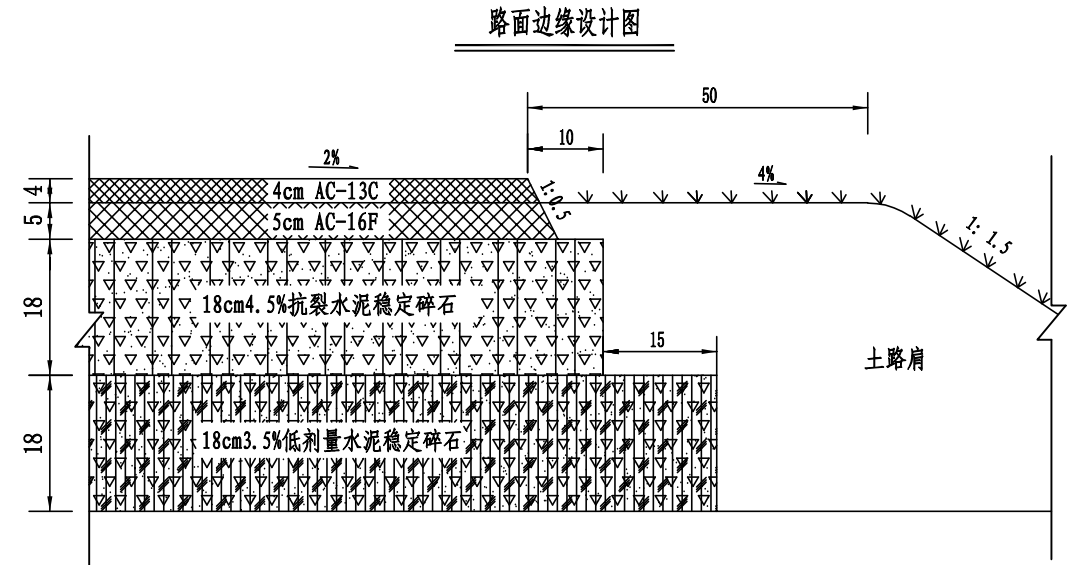 路面边缘设计图
50
10
2%
4%
4
4cm AC-13C
1:0.5
5
5cm AC-16F
1: 1.5
18
18cm4.5%抗裂水泥稳定碎石
15
土路肩
18
18cm3.5%低剂量水泥稳定碎石